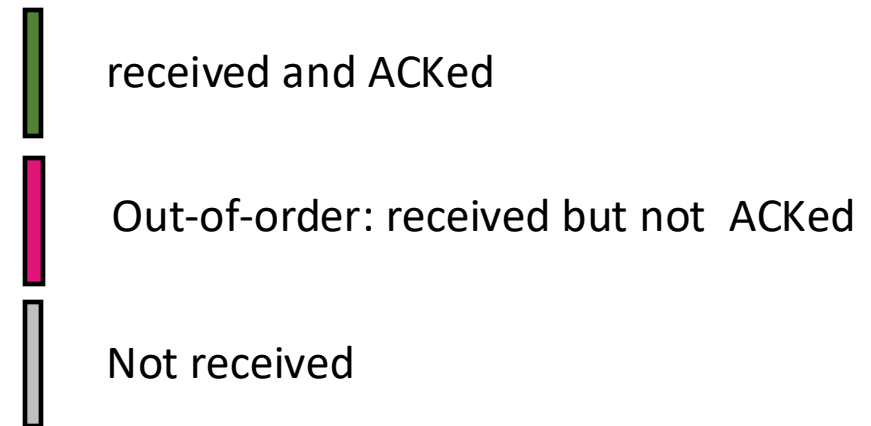 received and ACKed
Out-of-order: received but not ACKed
Not received